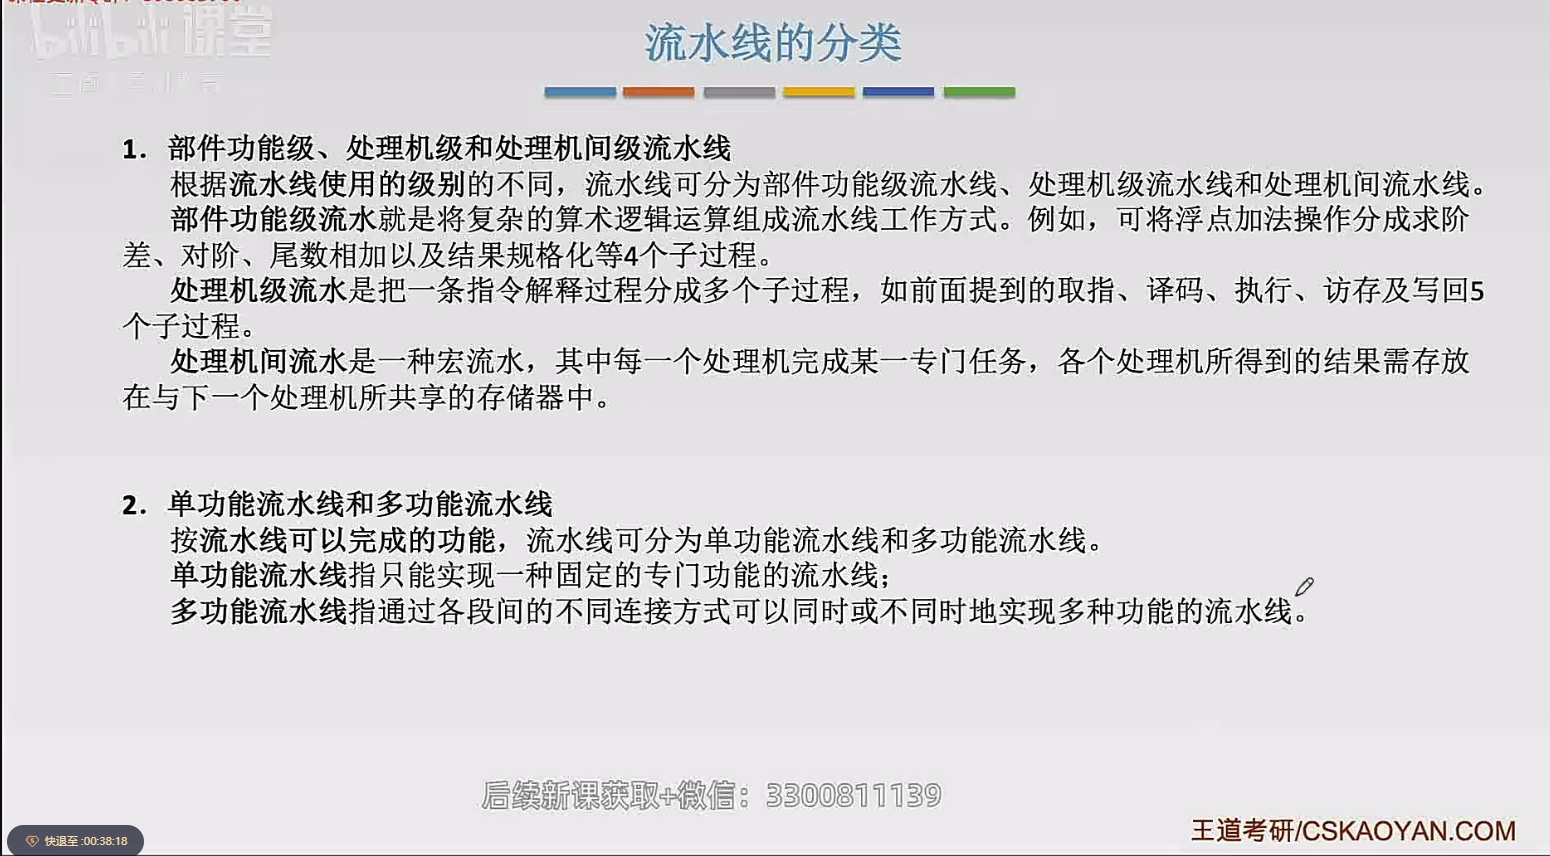 bilibili 课堂
流水线的分类
1. 部件功能级、处理机级和处理机间级流水线
根据流水线使用的级别的不同，流水线可分为部件功能级流水线、处理机级流水线和处理机间流水线。
部件功能级流水就是将复杂的算术逻辑运算组成流水线工作方式。例如，可将浮点加法操作分成求阶
差、对阶、尾数相加以及结果规格化等4个子过程。
处理机级流水是把一条指令解释过程分成多个子过程，如前面提到的取指、译码、执行、访存及写回5
个子过程。
处理机间流水是一种宏流水，其中每一个处理机完成某一专门任务，各个处理机所得到的结果需存放
在与下一个处理机所共享的存储器中。
2. 单功能流水线和多功能流水线
按流水线可以完成的功能，流水线可分为单功能流水线和多功能流水线。
单功能流水线指只能实现一种固定的专门功能的流水线；
多功能流水线指通过各段间的不同连接方式可以同时或不同时地实现多种功能的流水线。
后续新课获取+微信：3300811139
王道考研/CSKAOYAN.COM
快退至 :00:38:18